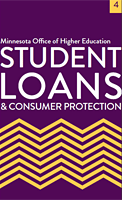 4
Minnesota Office of Higher Education
STUDENT
LOANS
& CONSUMER PROTECTION